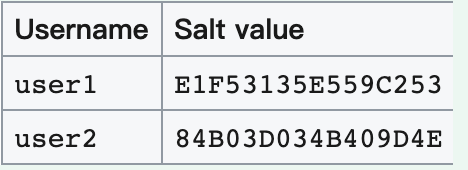 Username Salt value
user1 E1F53135E559C253
user2 84B03D034B409D4E